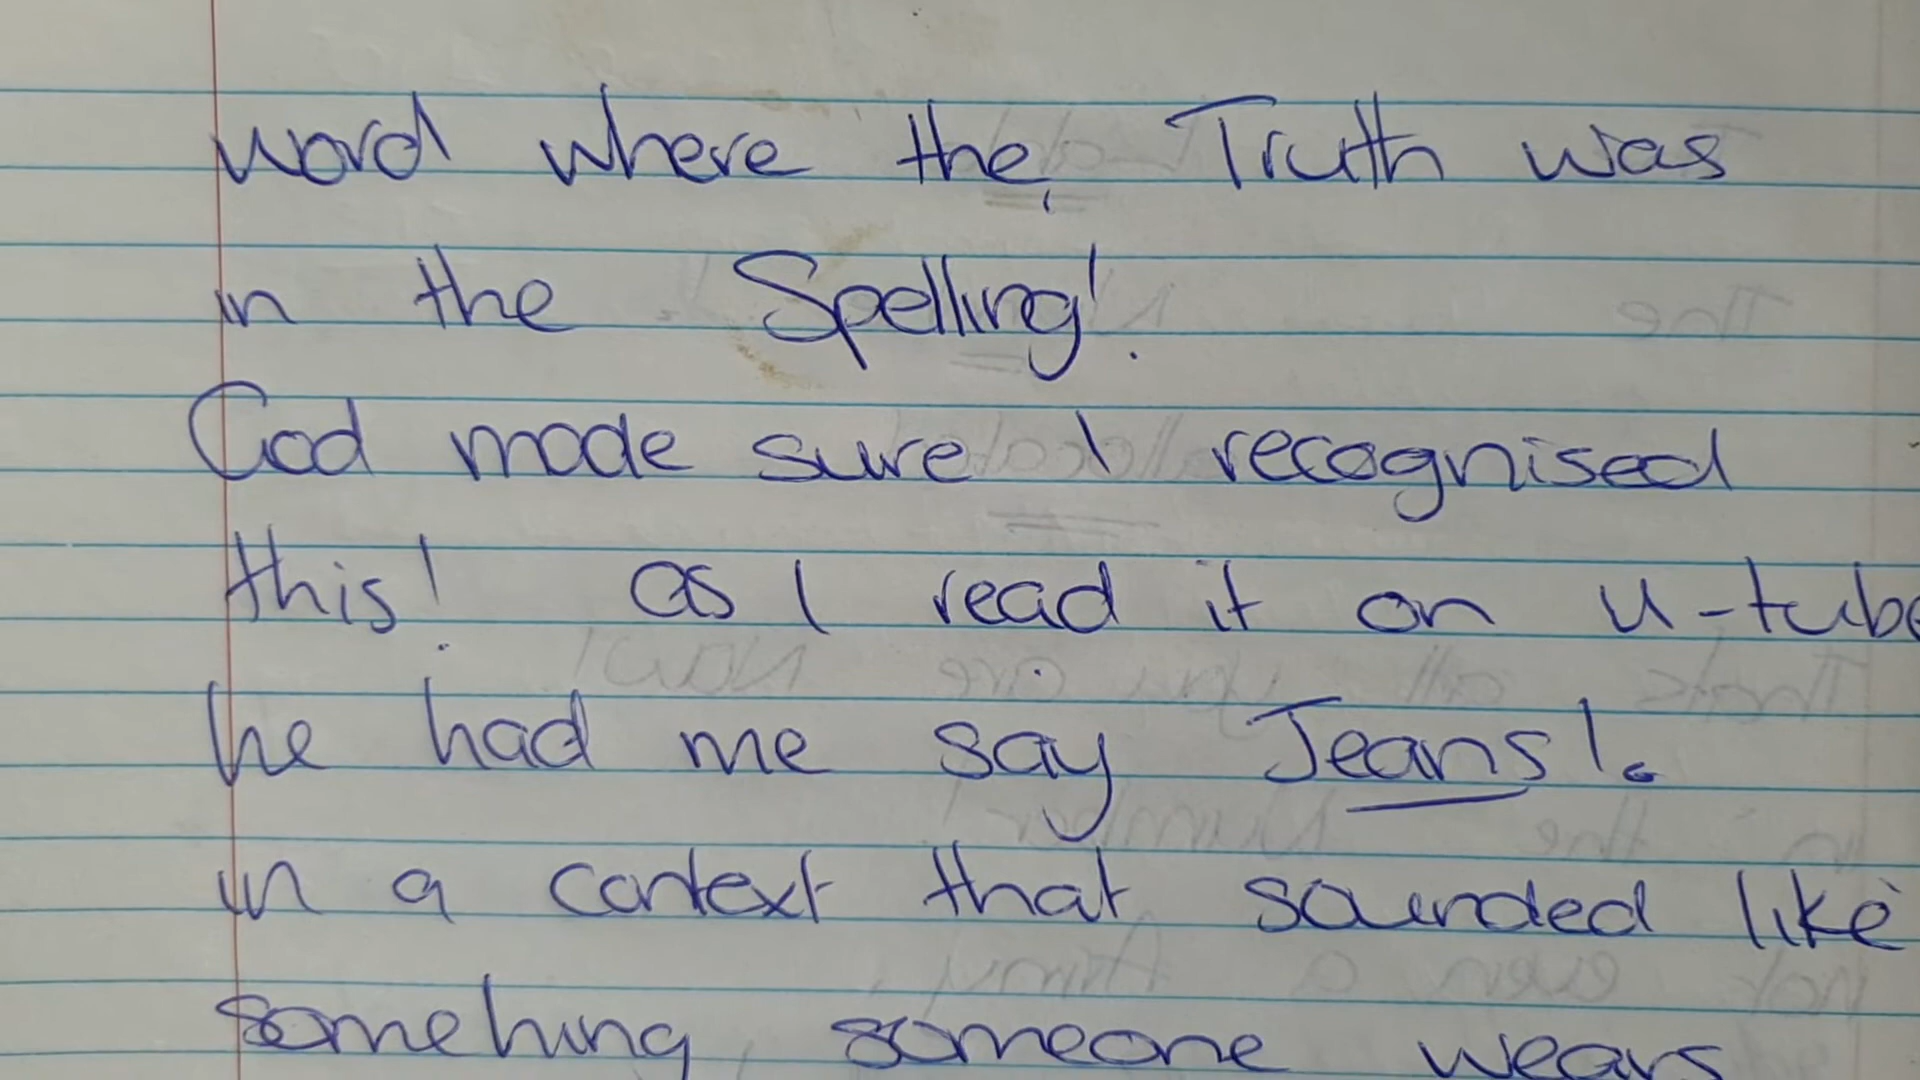 word where the Truth was
in the Spelling!
God made sure I recognised
this! as I read it on u-tube
he had me say Jeans!.
in a context that sounded like
somehing someone wears